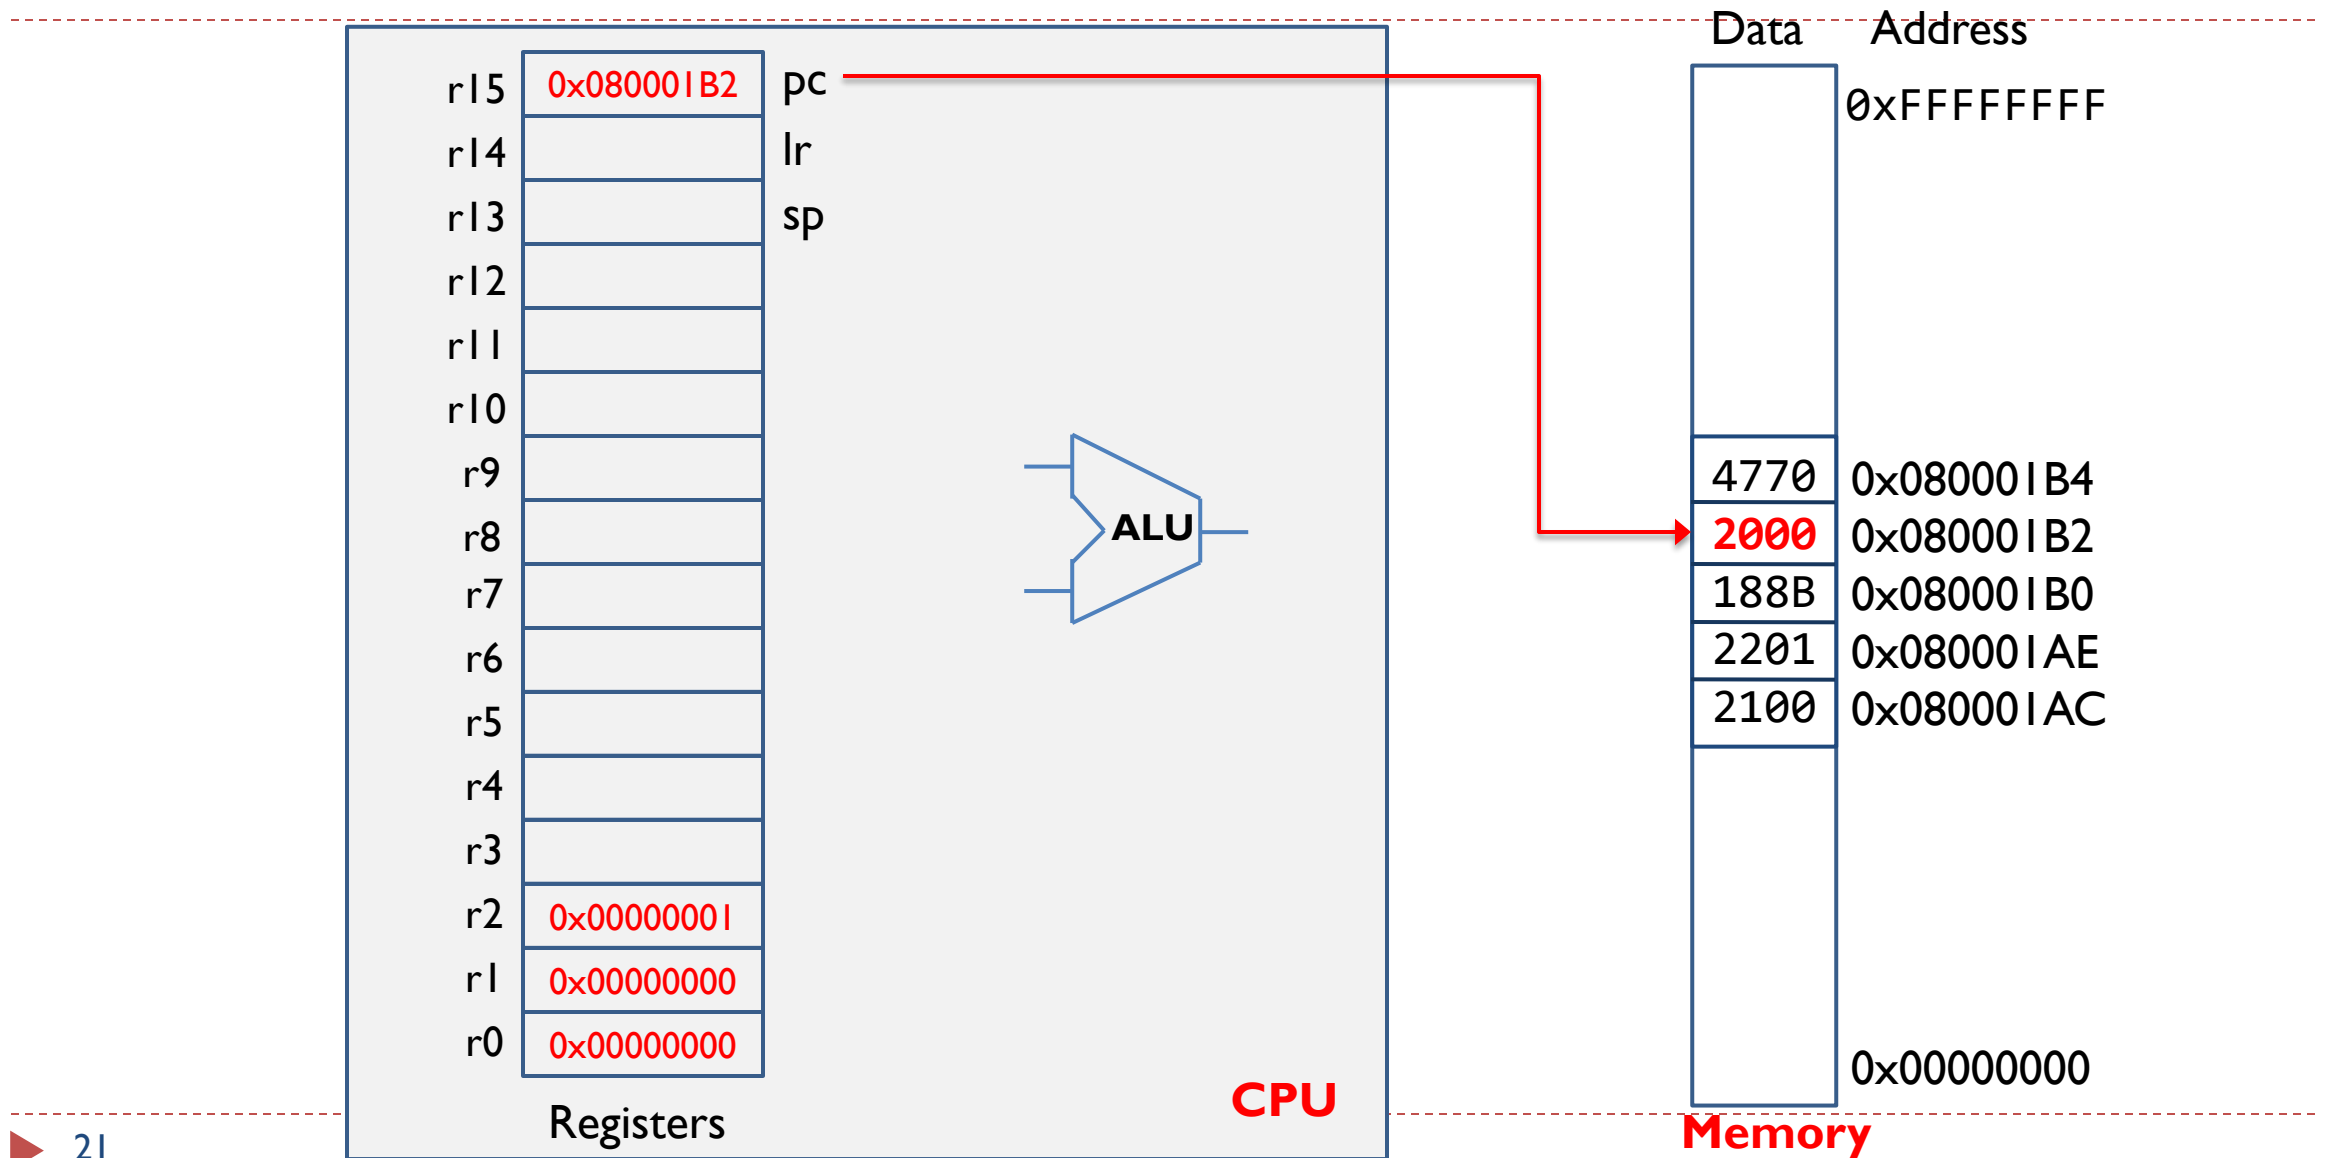 Data Address
r15 0x080001B2 pc
0xFFFFFFFF
r14 lr
r13 sp
r12
r11
r10
r9
4770 0x080001B4
r8
ALU
2000 0x080001B2
r7
188B 0x080001B0
r6
2201 0x080001AE
r5
2100 0x080001AC
r4
r3
r2 0x00000001
r1 0x00000000
r0 0x00000000
0x00000000
CPU
Registers
Memory
21